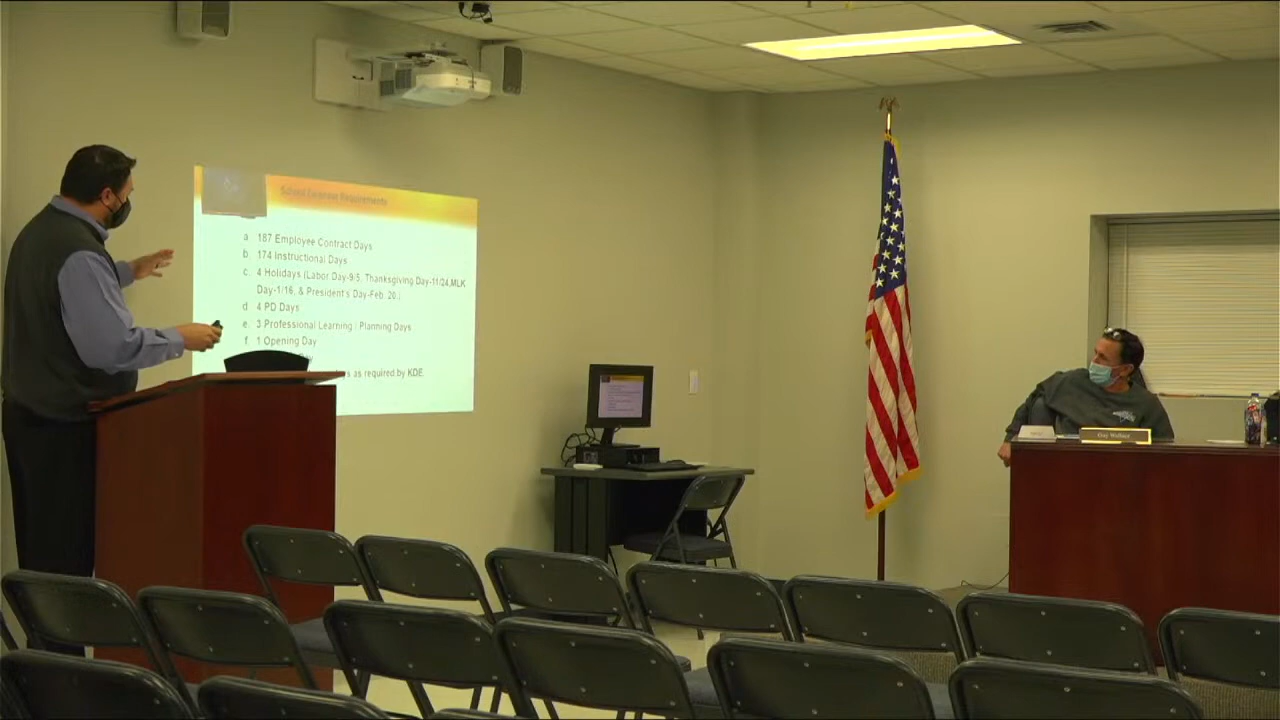 School Calendar Requirements
a 187 Employee Contract Days
b. 174 Instructional Days
c. 4 Holidays (Labor Day-9/5, Thanksgiving Day-11/24,MLK
Day-1/16, & President's Day-Feb. 20.)
d 4 PD Days
e. 3 Professional Learning / Planning Days
f. 1 Opening Day
as required by KDE.
Guy Wallace